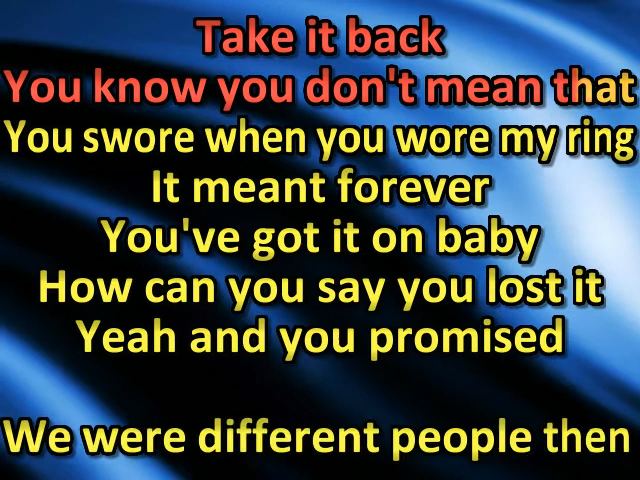 Take it back
You know you don't mean that
You swore when you wore my ring
It meant forever
You've got it on baby
How can you say you lost it
Yeah and you promised
We were different people then